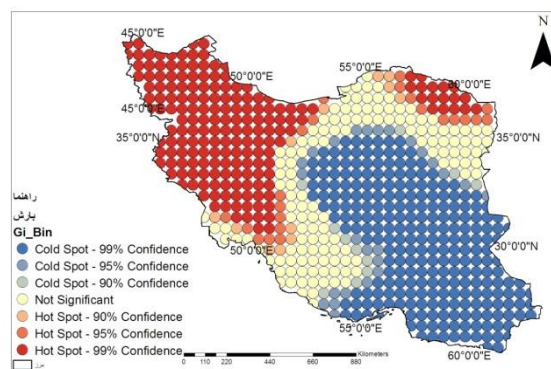 N
45°0'0"E
50°0'0"E
55°0'0"E
60°0'0"E
45°0'0"E
35°0'0"N
35°0'0"N
30°0'0"N
50°0'0"E
55°0'0"E
60°0'0"E
راهنما
بارش
Gi_Bin
Cold Spot - 99% Confidence
Cold Spot - 95% Confidence
Cold Spot - 90% Confidence
Not Significant
Hot Spot - 90% Confidence
Hot Spot - 95% Confidence
Hot Spot - 99% Confidence
مرز
Kilometers
0 110 220 440 660 880